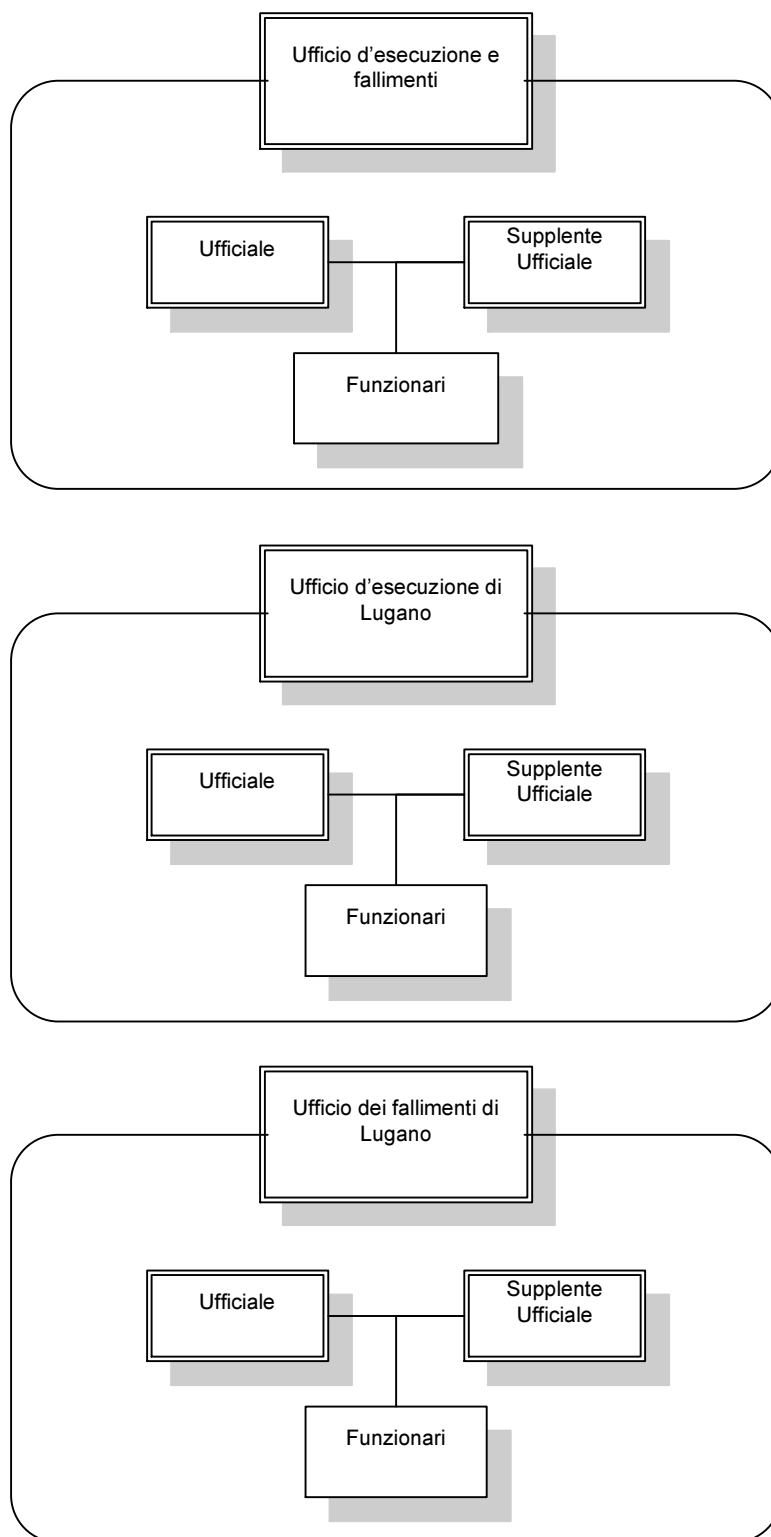 Ufficio d’esecuzione e
fallimenti
Ufficiale
Supplente
Ufficiale
Funzionari
Ufficio d’esecuzione di
Lugano
Ufficiale
Supplente
Ufficiale
Funzionari
Ufficio dei fallimenti di
Lugano
Ufficiale
Supplente
Ufficiale
Funzionari